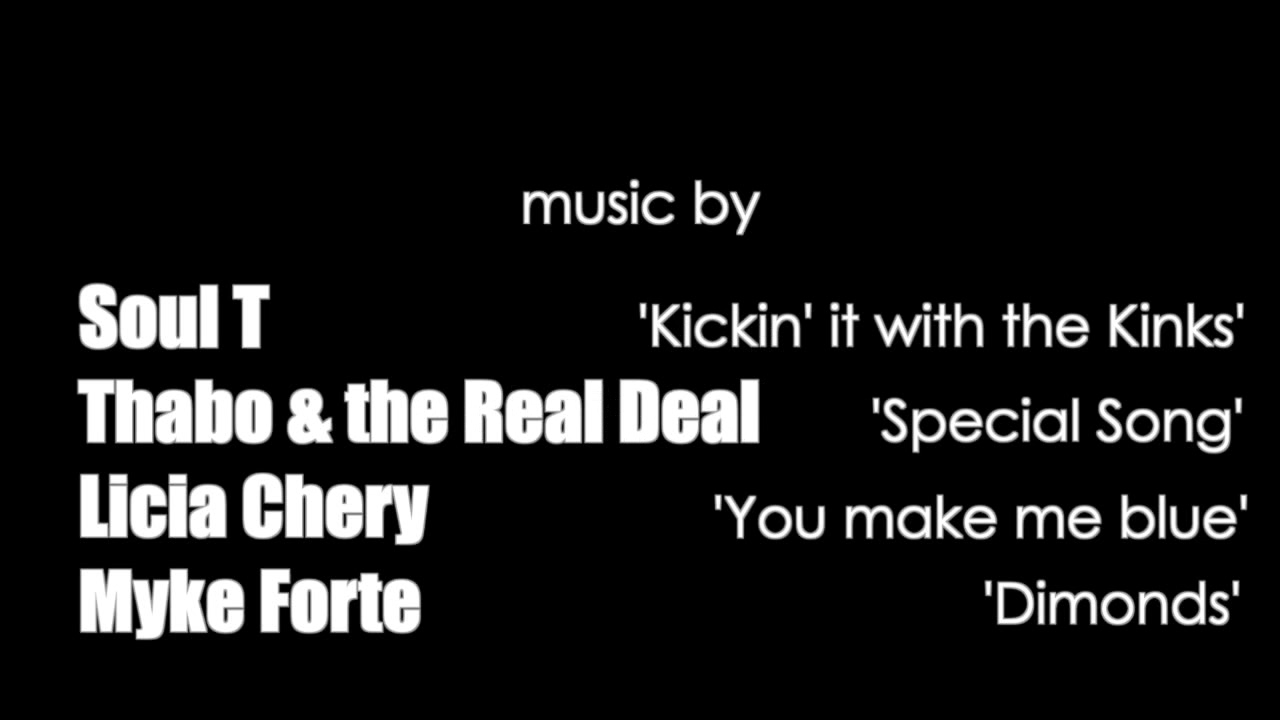 music by
Soul T 'Kickin' it with the Kinks'
Thabo & the Real Deal 'Special Song'
Licia Chery 'You make me blue'
Myke Forte 'Dimonds'